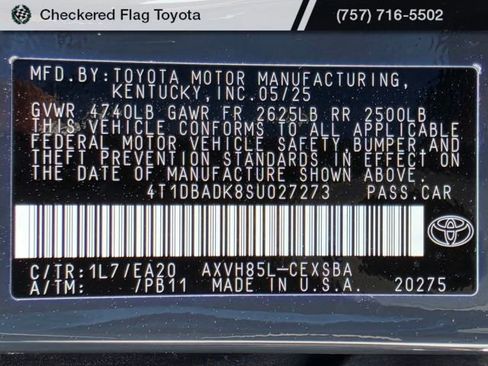 Checkered Flag Toyota (757) 716-5502
MFD.BY:TOYOTA MOTOR MANUFACTURING,
KENTUCKY,INC.05/25
GVWR 4740LB GAWR FR 2625LB RR 2500LB
THIS VEHICLE CONFORMS TO ALL APPLICABLE
FEDERAL MOTOR VEHICLE SAFETY,BUMPER,AND
THEFT PREVENTION STANDARDS IN EFFECT ON
THE DATE OF MANUFACTURE SHOWN ABOVE.
4T1DBADK8SU027273 PASS.CAR
C/TR:1L7/EA20 AXVH85L-CEXSBA
A/TM: /PB11 MADE IN U.S.A. 20275